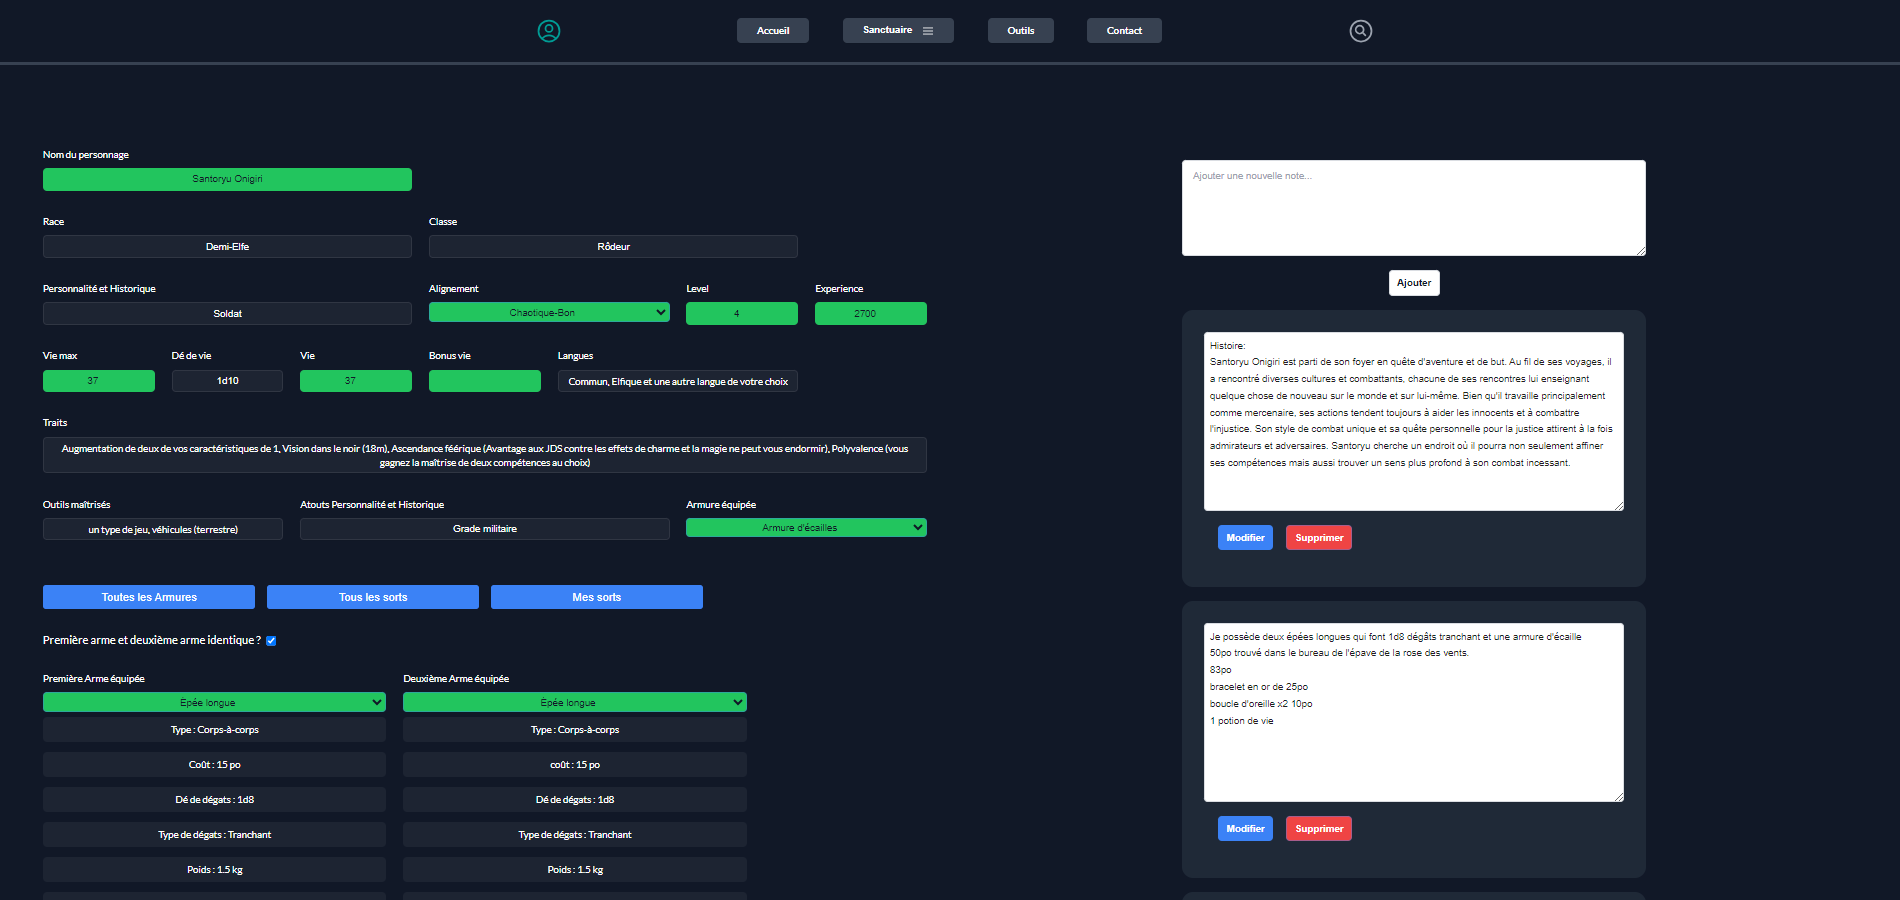 Accueil
Sanctuaire
Outils
Contact
Nom du personnage
Santoryu Onigiri
Race
Classe
Demi-Elfe
Rôdeur
Personnalité et Historique
Alignement
Level
Experience
Soldat
Chaotique-Bon
4
2700
Vie max
Dé de vie
Vie
Bonus vie
Langues
37
1d10
37
Commun, Elfique et une autre langue de votre choix
Traits
Augmentation de deux de vos caractéristiques de 1, Vision dans le noir (18m), Ascendance féérique (Avantage aux JDS contre les effets de charme et la magie ne peut vous endormir), Polyvalence (vous
gagnez la maîtrise de deux compétences au choix)
Outils maîtrisés
Atouts Personnalité et Historique
Armure équipée
un type de jeu, véhicules (terrestre)
Grade militaire
Armure d'écailles
Toutes les Armures
Tous les sorts
Mes sorts
Première arme et deuxième arme identique ?
Première Arme équipée
Deuxième Arme équipée
Épée longue
Épée longue
Type : Corps-à-corps
Type : Corps-à-corps
Coût : 15 po
coût : 15 po
Dé de dégats : 1d8
Dé de dégats : 1d8
Type de dégats : Tranchant
Type de dégats : Tranchant
Poids : 1.5 kg
Poids : 1.5 kg
Ajouter une nouvelle note...
Ajouter
Histoire:
Santoryu Onigiri est parti de son foyer en quête d'aventure et de but. Au fil de ses voyages, il
a rencontré diverses cultures et combattants, chacune de ses rencontres lui enseignant
quelque chose de nouveau sur le monde et sur lui-même. Bien qu'il travaille principalement
comme mercenaire, ses actions tendent toujours à aider les innocents et à combattre
l'injustice. Son style de combat unique et sa quête personnelle pour la justice attirent à la fois
admirateurs et adversaires. Santoryu cherche un endroit où il pourra non seulement affiner
ses compétences mais aussi trouver un sens plus profond à son combat incessant.
Modifier
Supprimer
Je posséde deux épées longues qui font 1d8 dégâts tranchant et une armure d'écaille
50po trouvé dans le bureau de l'épave de la rose des vents.
83po
bracelet en or de 25po
boucle d'oreille x2 10po
1 potion de vie
Modifier
Supprimer